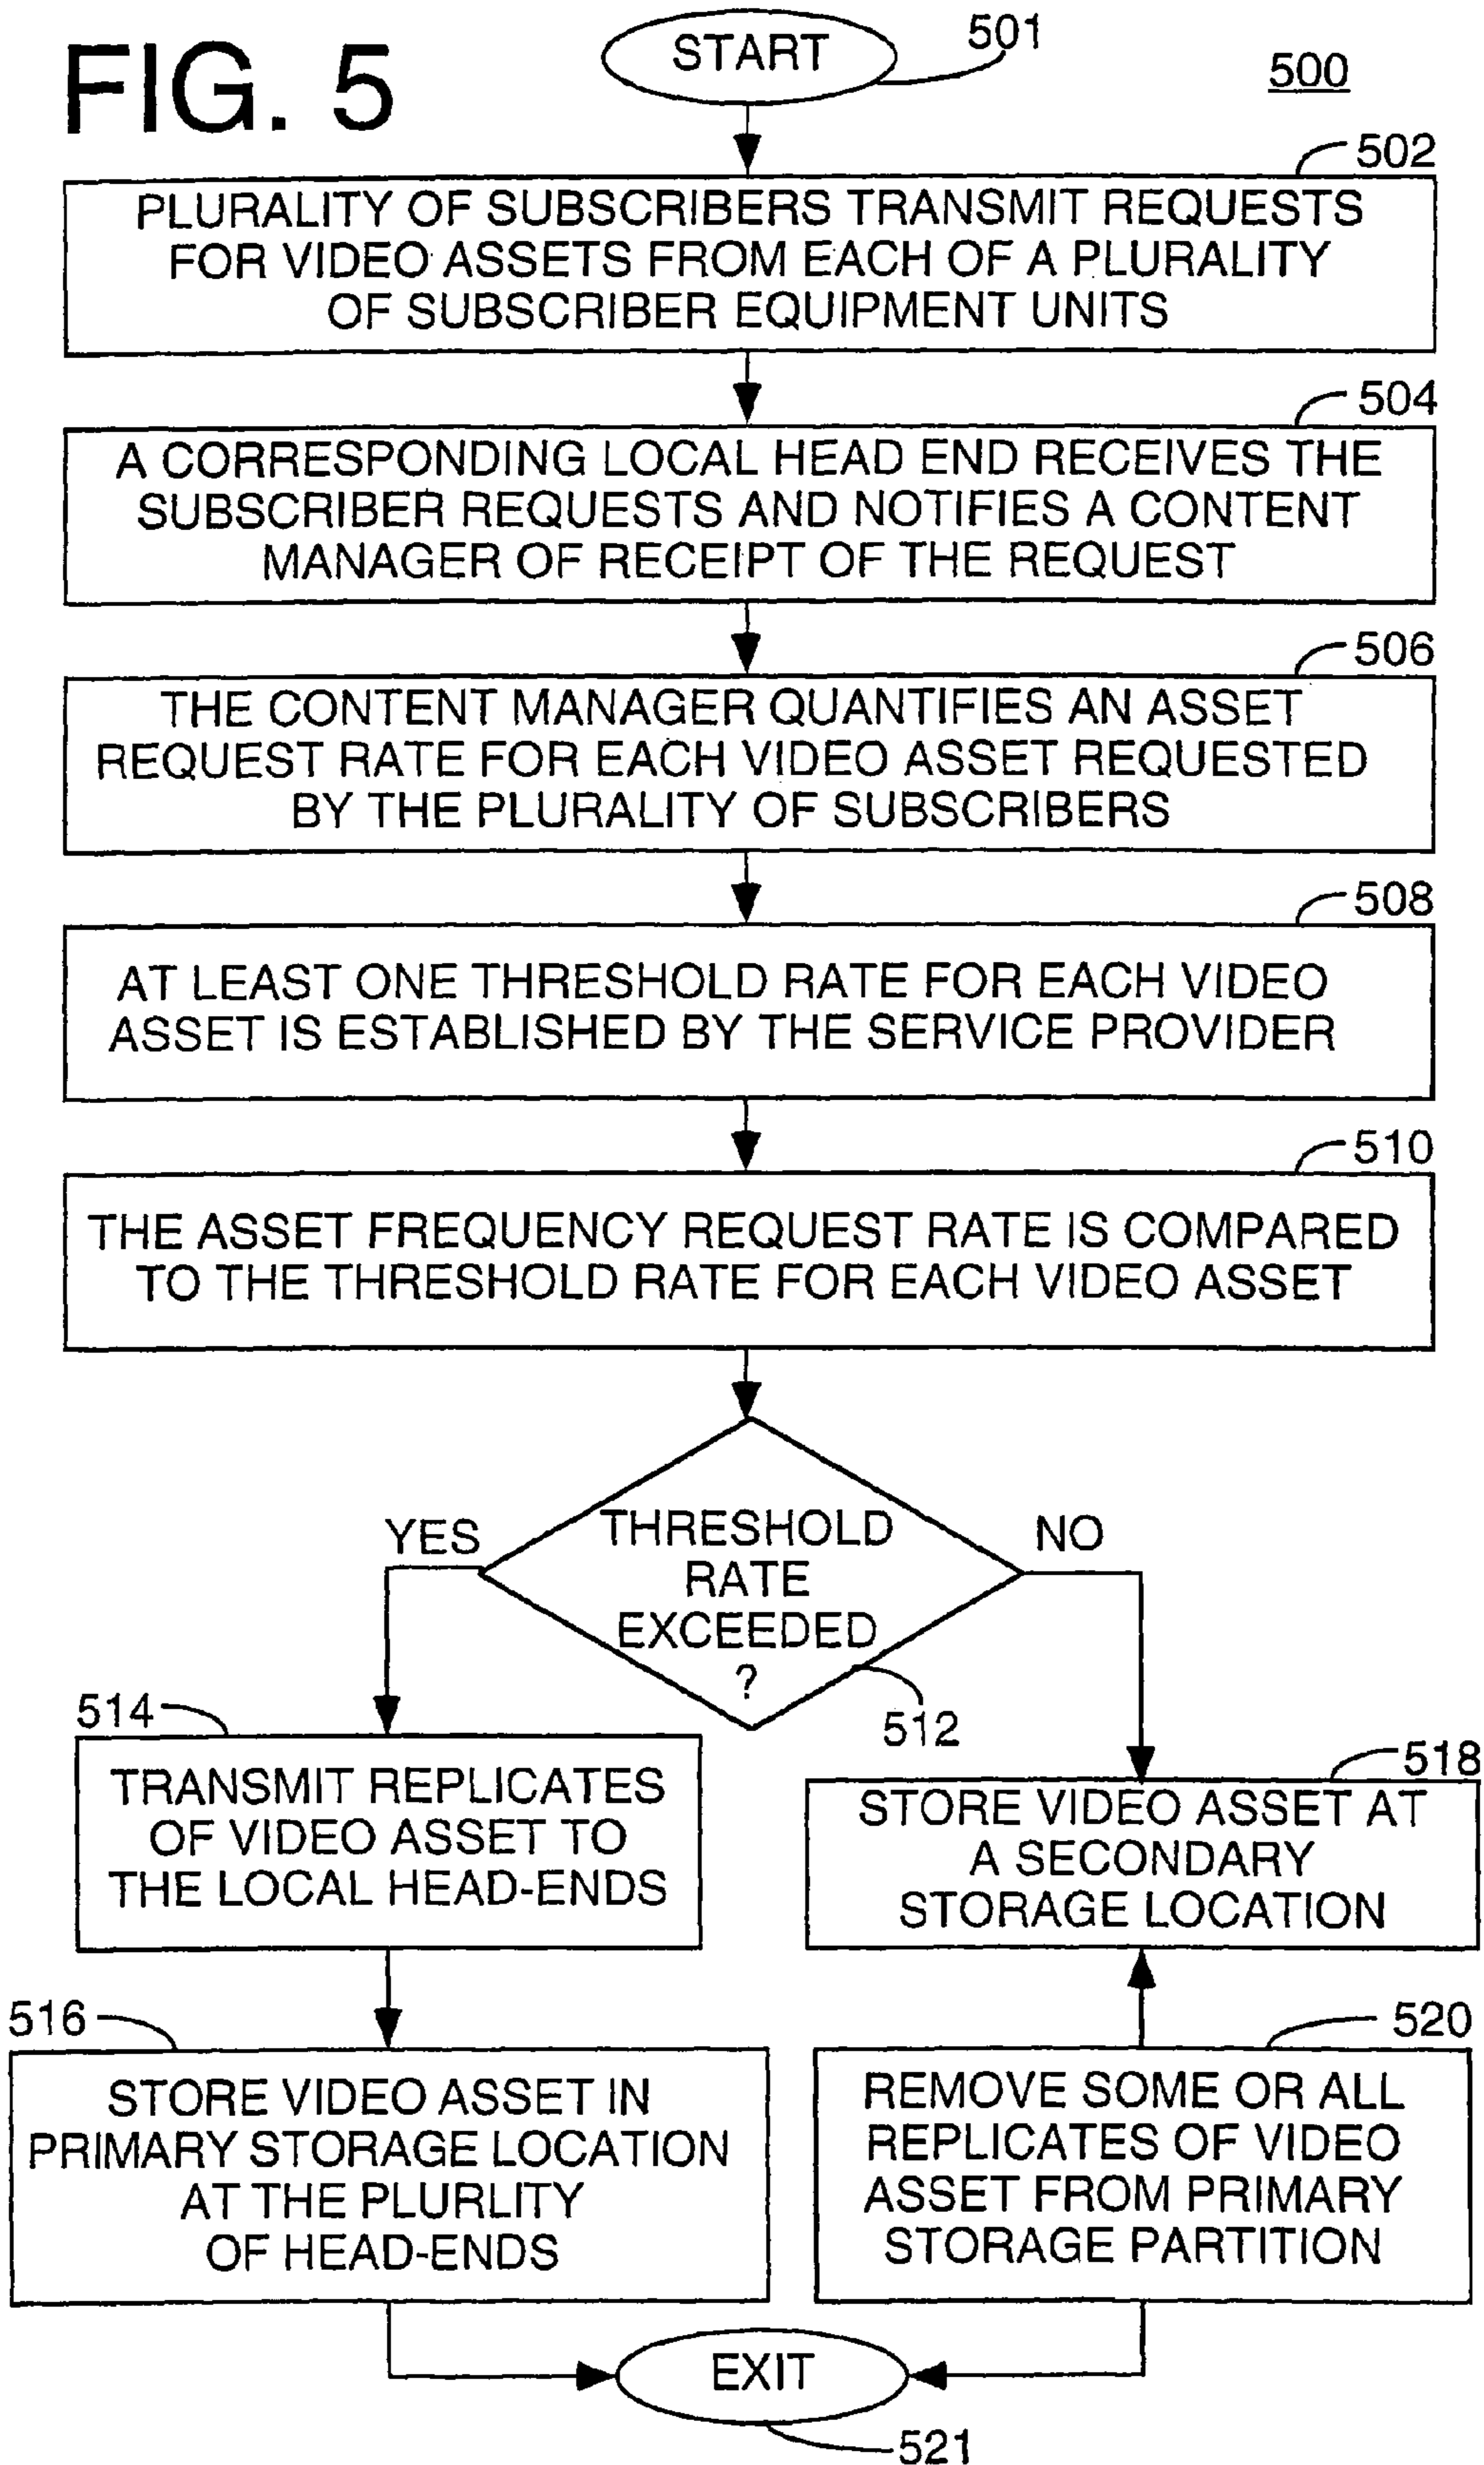 FIG. 5
START
501
500
502
PLURALITY OF SUBSCRIBERS TRANSMIT REQUESTS
FOR VIDEO ASSETS FROM EACH OF A PLURALITY
OF SUBSCRIBER EQUIPMENT UNITS
504
A CORRESPONDING LOCAL HEAD END RECEIVES THE
SUBSCRIBER REQUESTS AND NOTIFIES A CONTENT
MANAGER OF RECEIPT OF THE REQUEST
506
THE CONTENT MANAGER QUANTIFIES AN ASSET
REQUEST RATE FOR EACH VIDEO ASSET REQUESTED
BY THE PLURALITY OF SUBSCRIBERS
508
AT LEAST ONE THRESHOLD RATE FOR EACH VIDEO
ASSET IS ESTABLISHED BY THE SERVICE PROVIDER
510
THE ASSET FREQUENCY REQUEST RATE IS COMPARED
TO THE THRESHOLD RATE FOR EACH VIDEO ASSET
YES
THRESHOLD
RATE
EXCEEDED
?
NO
512
514
TRANSMIT REPLICATES
OF VIDEO ASSET TO
THE LOCAL HEAD-ENDS
518
STORE VIDEO ASSET AT
A SECONDARY
STORAGE LOCATION
516
STORE VIDEO ASSET IN
PRIMARY STORAGE LOCATION
AT THE PLURLITY
OF HEAD-ENDS
520
REMOVE SOME OR ALL
REPLICATES OF VIDEO
ASSET FROM PRIMARY
STORAGE PARTITION
EXIT
521